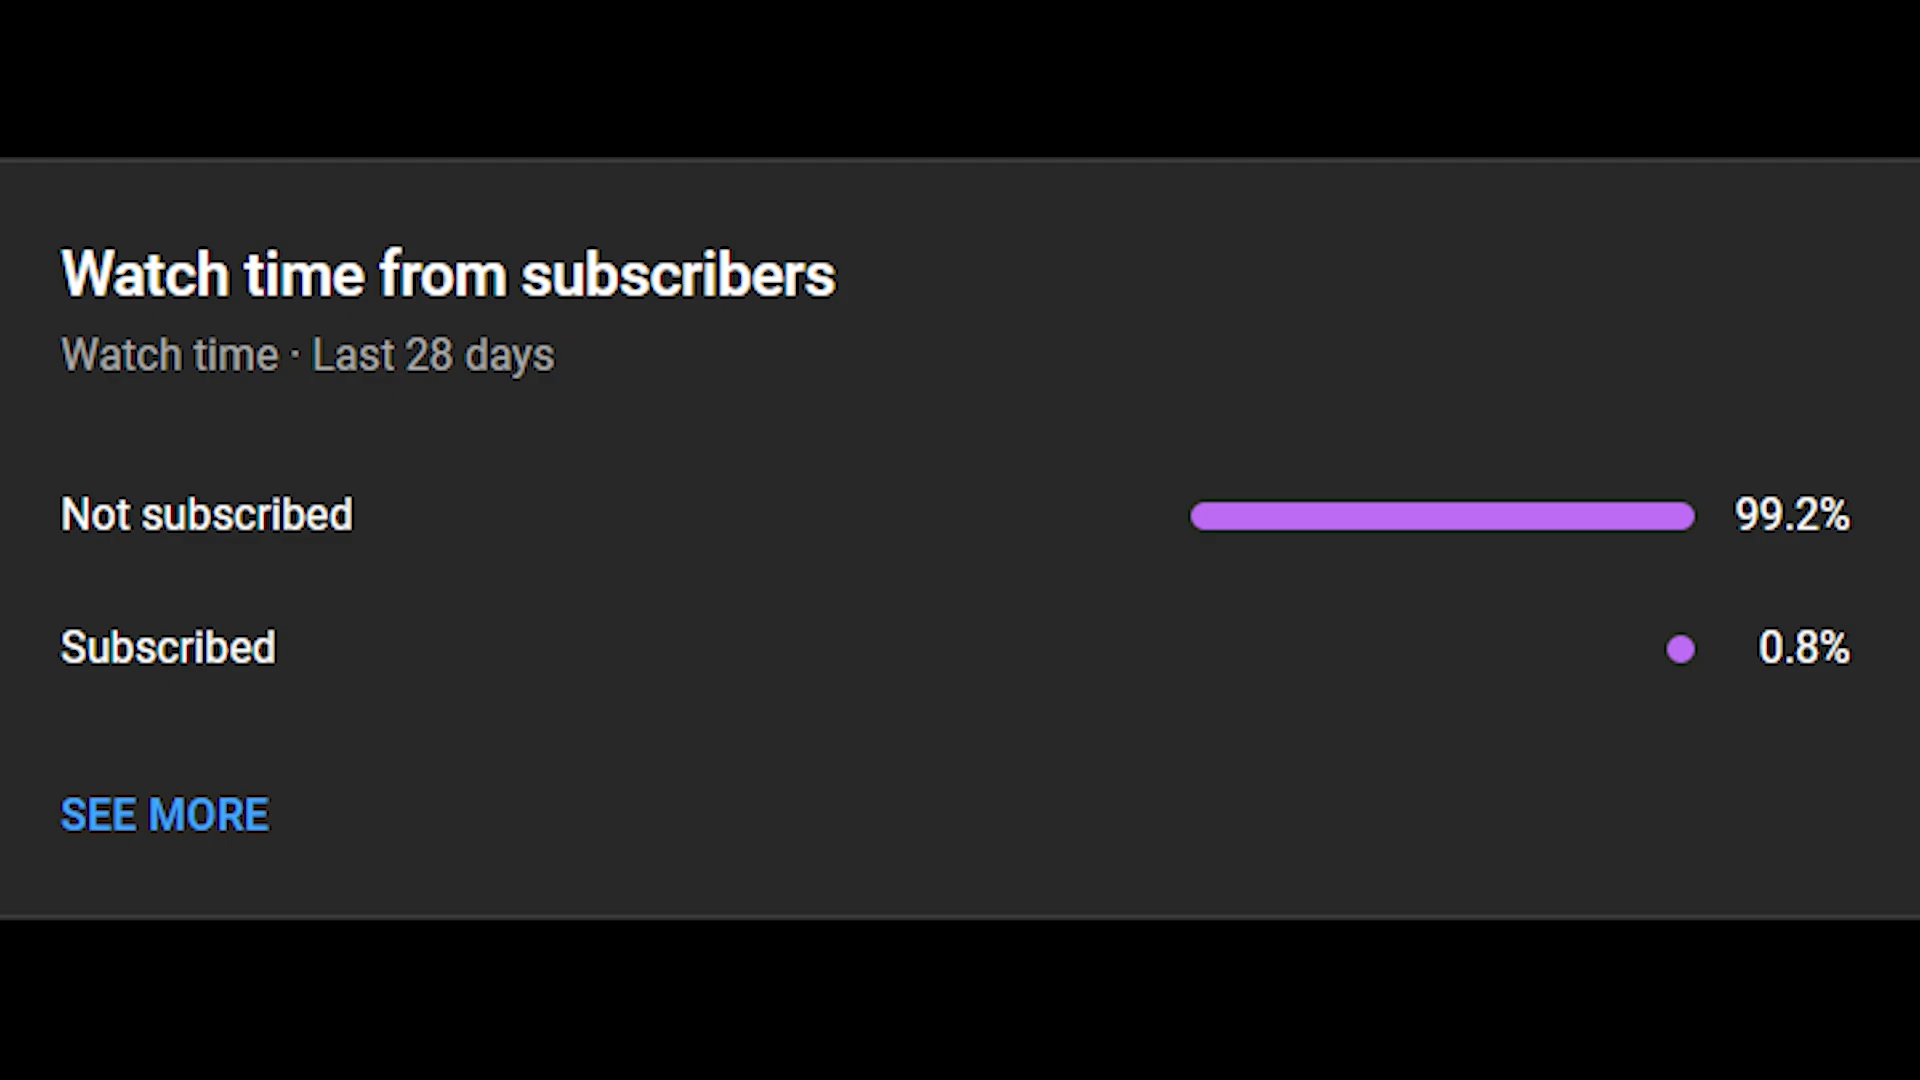 Watch time from subscribers
Watch time · Last 28 days
Not subscribed 99.2%
Subscribed 0.8%
SEE MORE